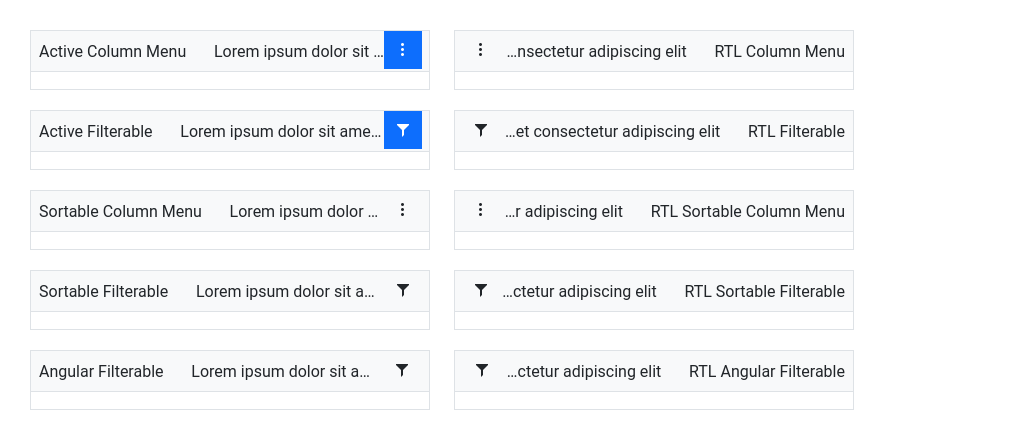 Active Column Menu Lorem ipsum dolor sit ...
...nsectetur adipiscing elit RTL Column Menu
Active Filterable Lorem ipsum dolor sit ame...
...et consectetur adipiscing elit RTL Filterable
Sortable Column Menu Lorem ipsum dolor ...
...r adipiscing elit RTL Sortable Column Menu
Sortable Filterable Lorem ipsum dolor sit a...
...ctetur adipiscing elit RTL Sortable Filterable
Angular Filterable Lorem ipsum dolor sit a...
...ctetur adipiscing elit RTL Angular Filterable